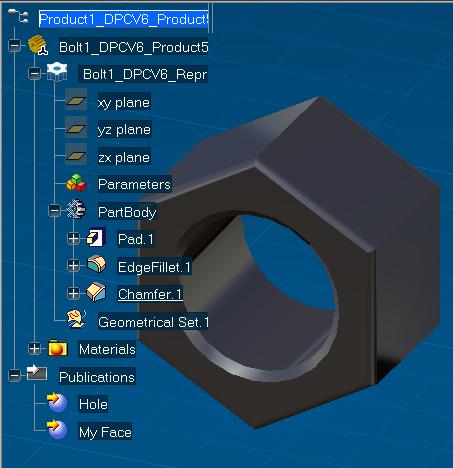 Product1_DPCV6_Product5
Bolt1_DPCV6_Product5
Bolt1_DPCV6_Repr
xy plane
yz plane
zx plane
Parameters
PartBody
Pad.1
EdgeFillet.1
Chamfer.1
Geometrical Set.1
Materials
Publications
Hole
My Face